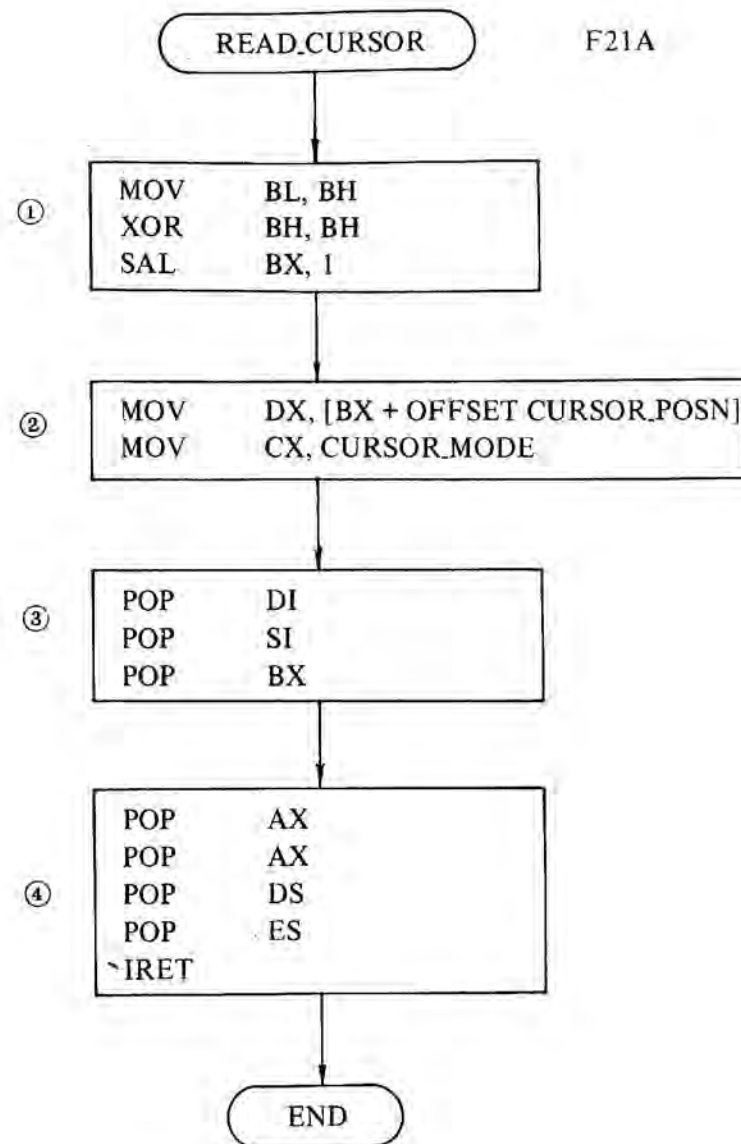 READ_CURSOR F21A
① MOV BL, BH
XOR BH, BH
SAL BX, 1
② MOV DX, [BX + OFFSET CURSOR_POSN]
MOV CX, CURSOR_MODE
③ POP DI
POP SI
POP BX
④ POP AX
POP AX
POP DS
POP ES
IRET
END